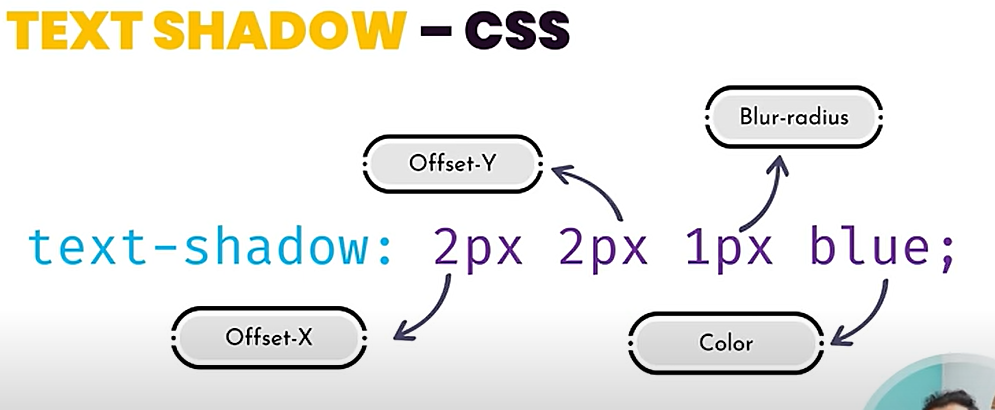 TEXT SHADOW – CSS
Blur-radius
Offset-Y
text-shadow: 2px 2px 1px blue;
Offset-X
Color